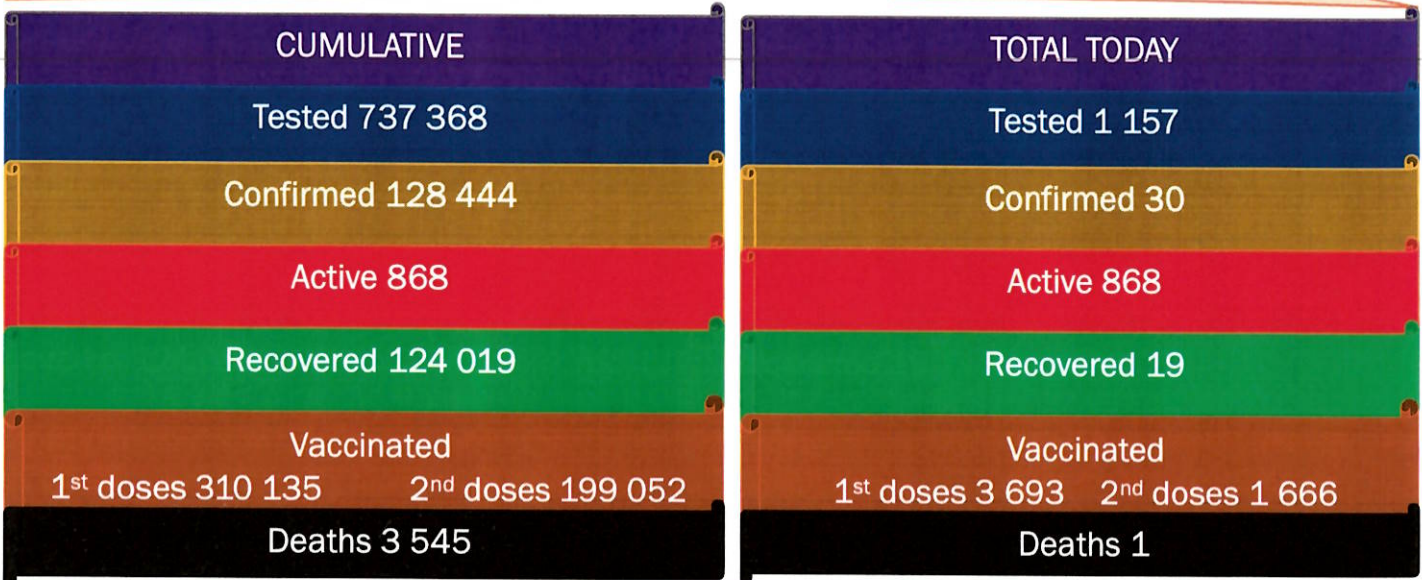 CUMULATIVE
Tested 737 368
Confirmed 128 444
Active 868
Recovered 124 019
Vaccinated
1st doses 310 135 2nd doses 199 052
Deaths 3 545
TOTAL TODAY
Tested 1 157
Confirmed 30
Active 868
Recovered 19
Vaccinated
1st doses 3 693 2nd doses 1 666
Deaths 1